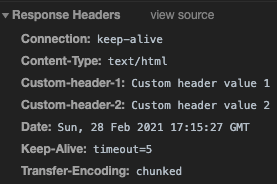 Response Headers view source
Connection: keep-alive
Content-Type: text/html
Custom-header-1: Custom header value 1
Custom-header-2: Custom header value 2
Date: Sun, 28 Feb 2021 17:15:27 GMT
Keep-Alive: timeout=5
Transfer-Encoding: chunked